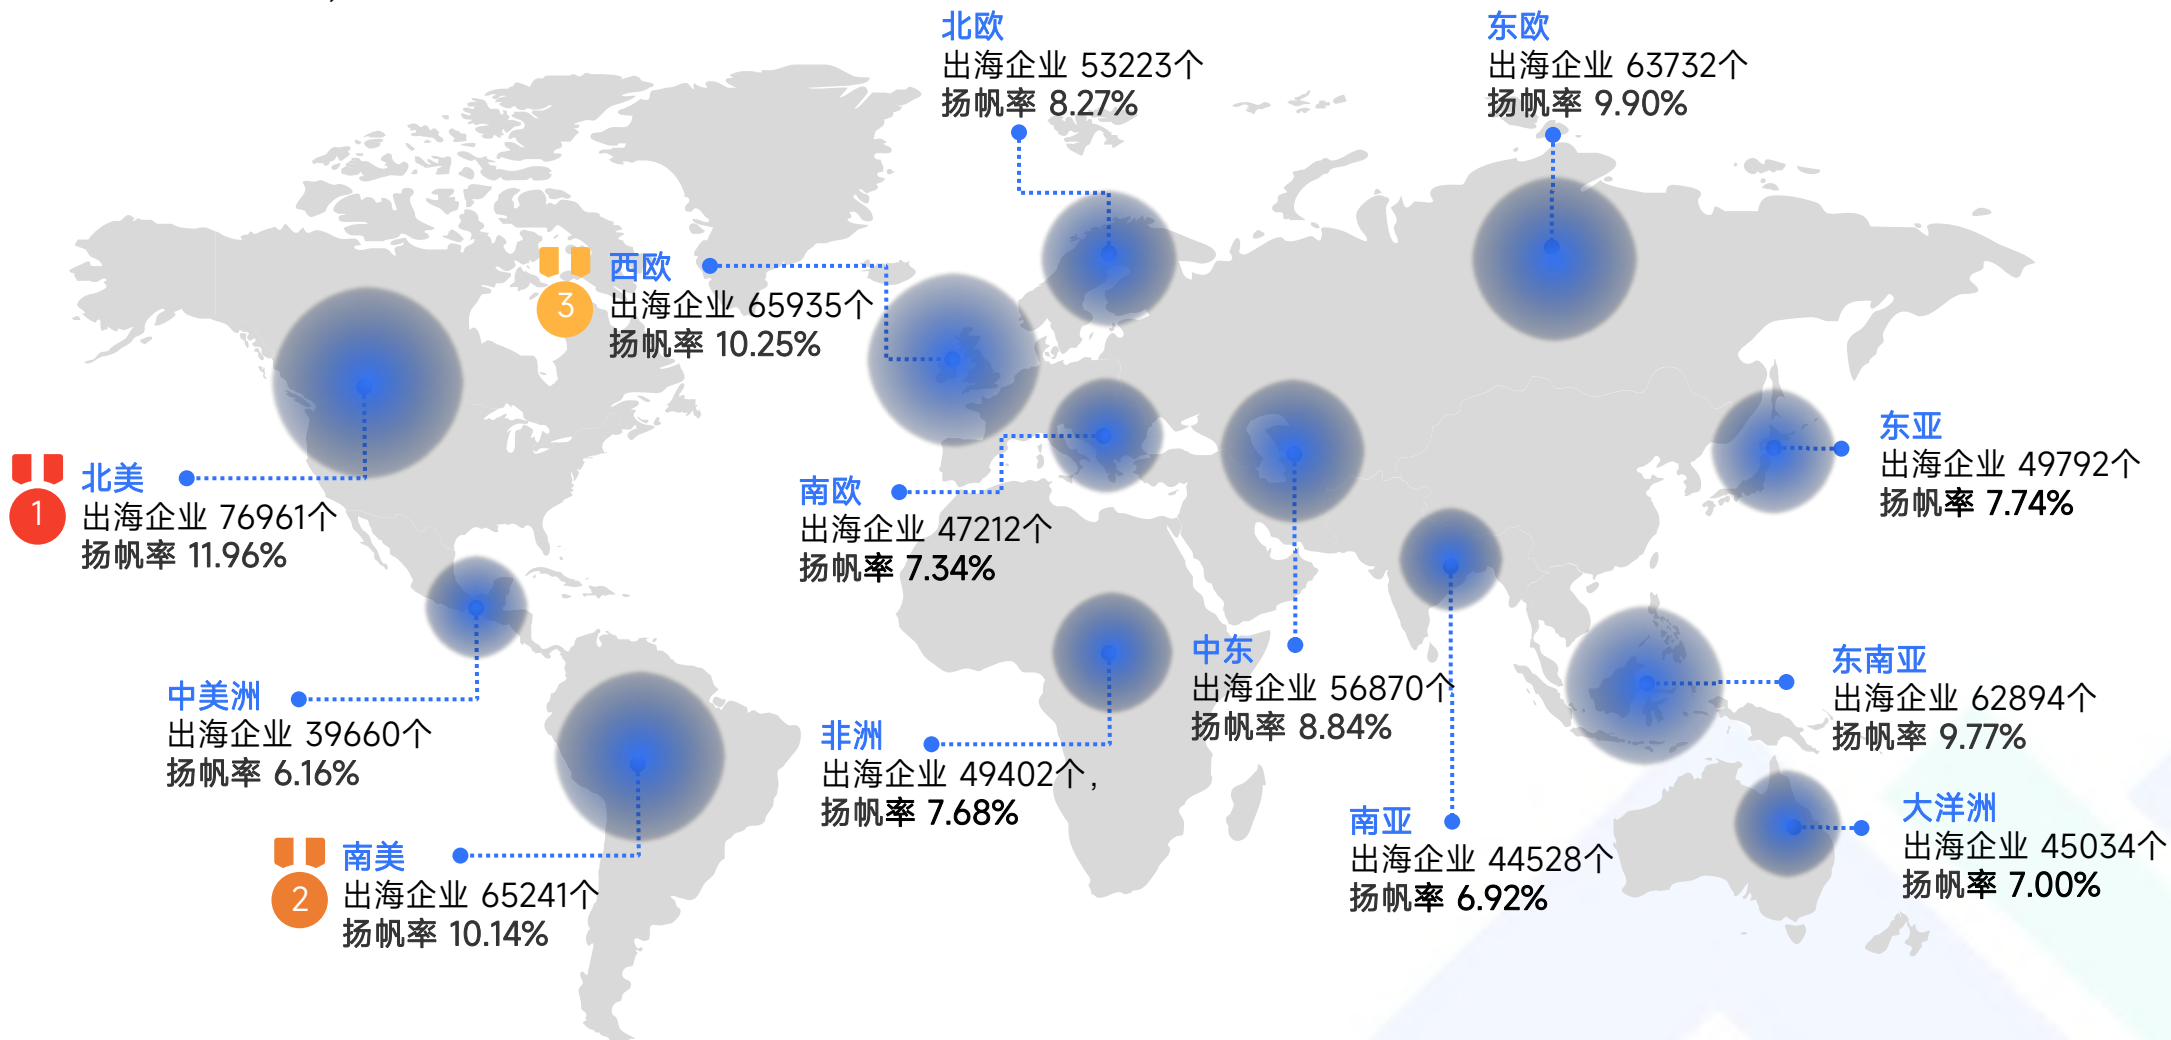 北欧
出海企业 53223个
扬帆率 8.27%
东欧
出海企业 63732个
扬帆率 9.90%
3
西欧
出海企业 65935个
扬帆率 10.25%
1
北美
出海企业 76961个
扬帆率 11.96%
南欧
出海企业 47212个
扬帆率 7.34%
东亚
出海企业 49792个
扬帆率 7.74%
中美洲
出海企业 39660个
扬帆率 6.16%
非洲
出海企业 49402个，
扬帆率 7.68%
中东
出海企业 56870个
扬帆率 8.84%
东南亚
出海企业 62894个
扬帆率 9.77%
2
南美
出海企业 65241个
扬帆率 10.14%
南亚
出海企业 44528个
扬帆率 6.92%
大洋洲
出海企业 45034个
扬帆率 7.00%